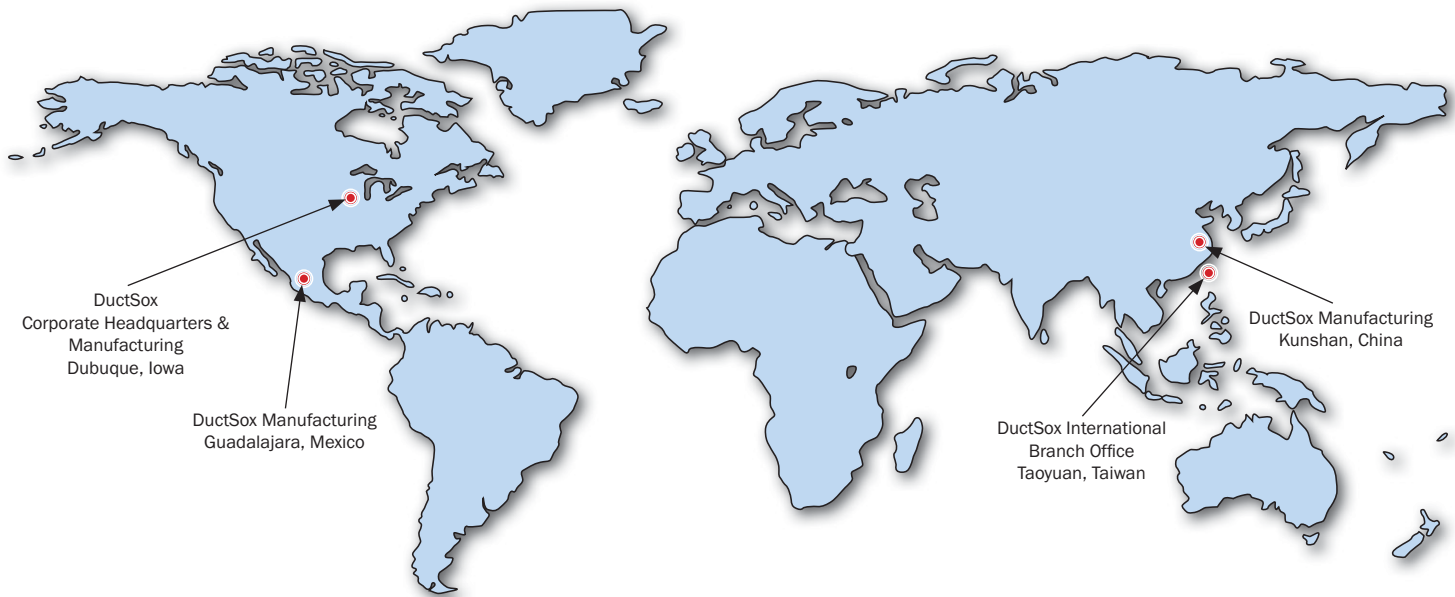 DuctSox
Corporate Headquarters &
Manufacturing
Dubuque, Iowa
DuctSox Manufacturing
Guadalajara, Mexico
DuctSox Manufacturing
Kunshan, China
DuctSox International
Branch Office
Taoyuan, Taiwan